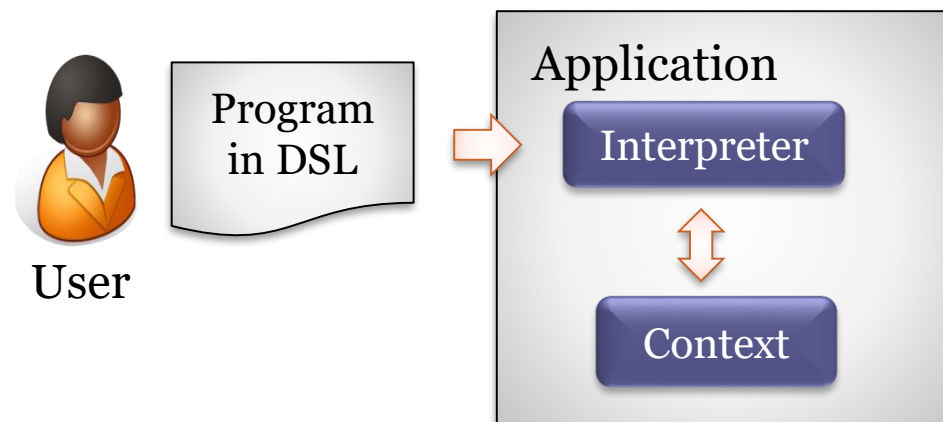 User
Program
in DSL
Application
Interpreter
Context